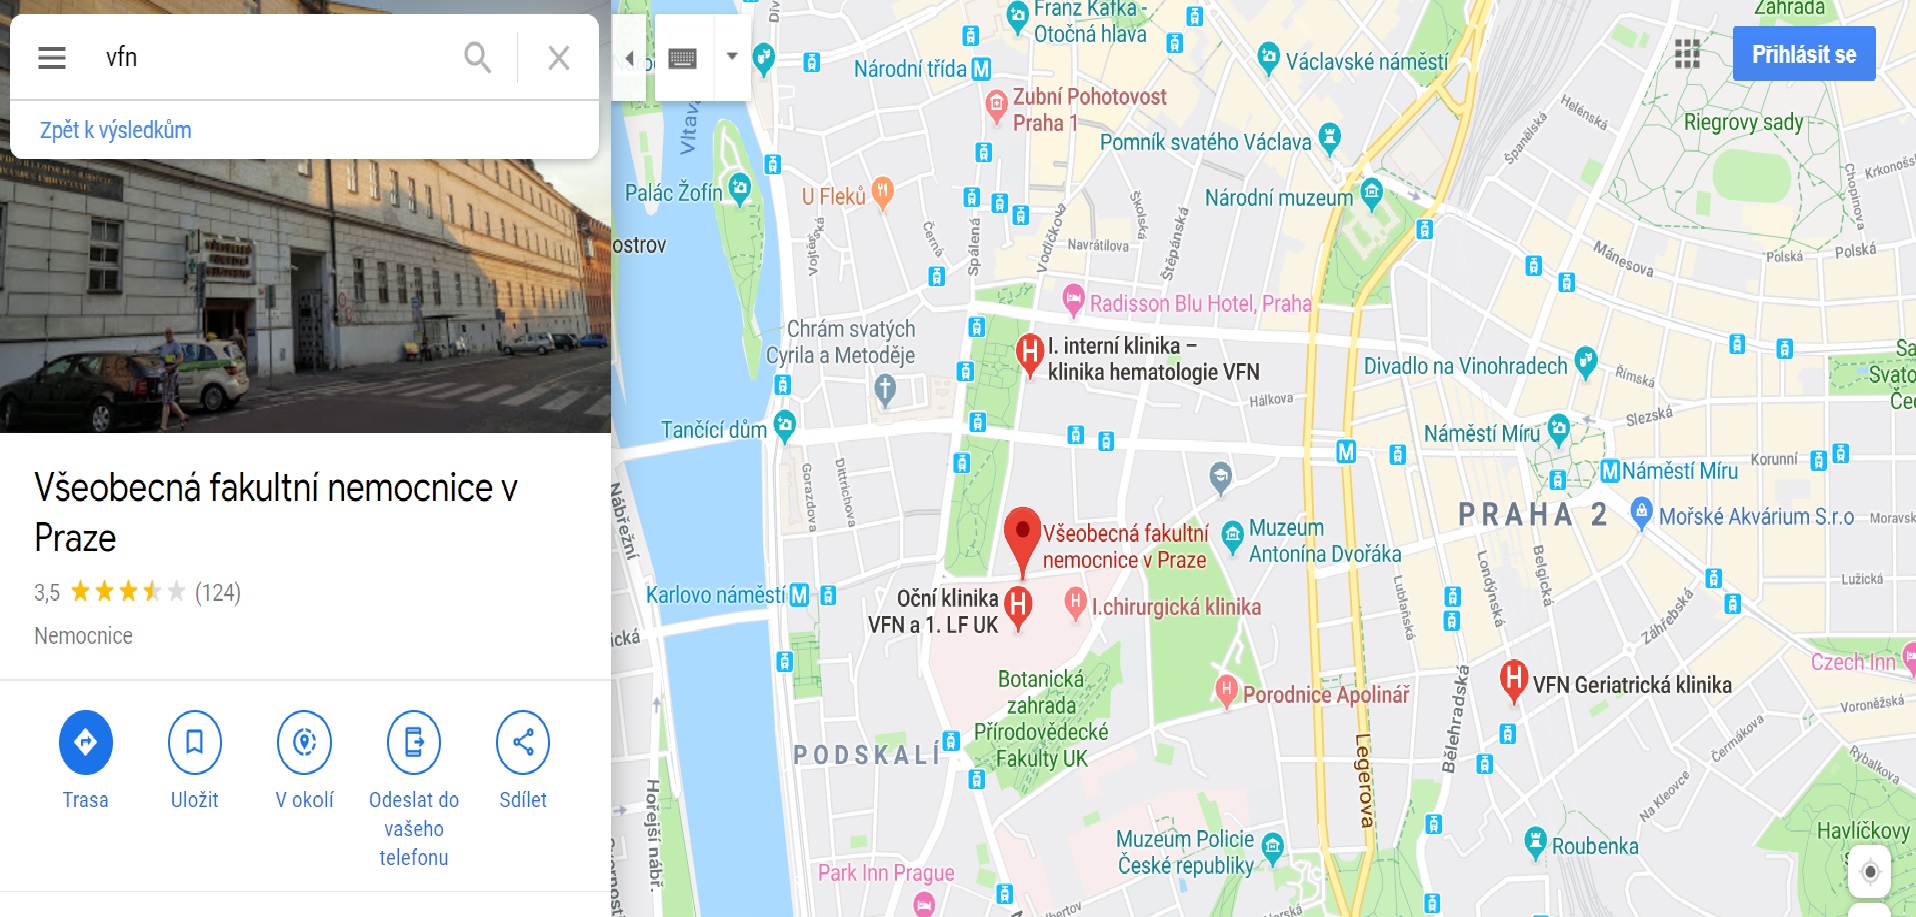 vfn
Zpět k výsledkům
Všeobecná fakultní nemocnice v
Praze
3,5 (124)
Nemocnice
Trasa
Uložit
V okolí
Odeslat do
vašeho
telefonu
Sdílet
Přihlásit se
Franz Kafka -
Otočná hlava
Zahrada
Národní třída M
Václavské náměstí
Zubní Pohotovost
Praha 1
Pomník svatého Václava
Riegrovy sady
Helénská
Španělská
Krkonošs
Chopinova
Vltava
Palác Žofín
U Fleků
Národní muzeum
ostrov
Černá
Spálená
Vodičkova
Školská
Štěpánská
Navrátilova
Mánesova
Polská
Polská
Radisson Blu Hotel, Praha
Chrám svatých
Cyrila a Metoděje
I. interní klinika –
klinika hematologie VFN
Divadlo na Vinohradech
Římská
Hálkova
Slezská
Tančící dům
Náměstí Míru
M
Korunní
M Náměstí Míru
Gorazdova
Dittrichova
Nábřežní
PRAHA 2
Mořské Akvárium S.r.o
Moravsk
Všeobecná fakultní
nemocnice v Praze
Muzeum
Antonína Dvořáka
Londýnská
Belgická
Lublaňská
Lužická
Karlovo náměstí M
Oční klinika
VFN a 1. LF UK
I.chirurgická klinika
Záhřebská
ická
Botanická
zahrada
Přírodovědecké
Fakulty UK
Porodnice Apolinář
VFN Geriatrická klinika
Czech Inn
Voroněžská
Bělehradská
Čermákova
Rybalkova
PODSKALÍ
Legerova
Na Kleovce
Hořejší nábř.
Muzeum Policie
České republiky
Roubenka
Havlíčkovy
Park Inn Prague
lbertov
Horská